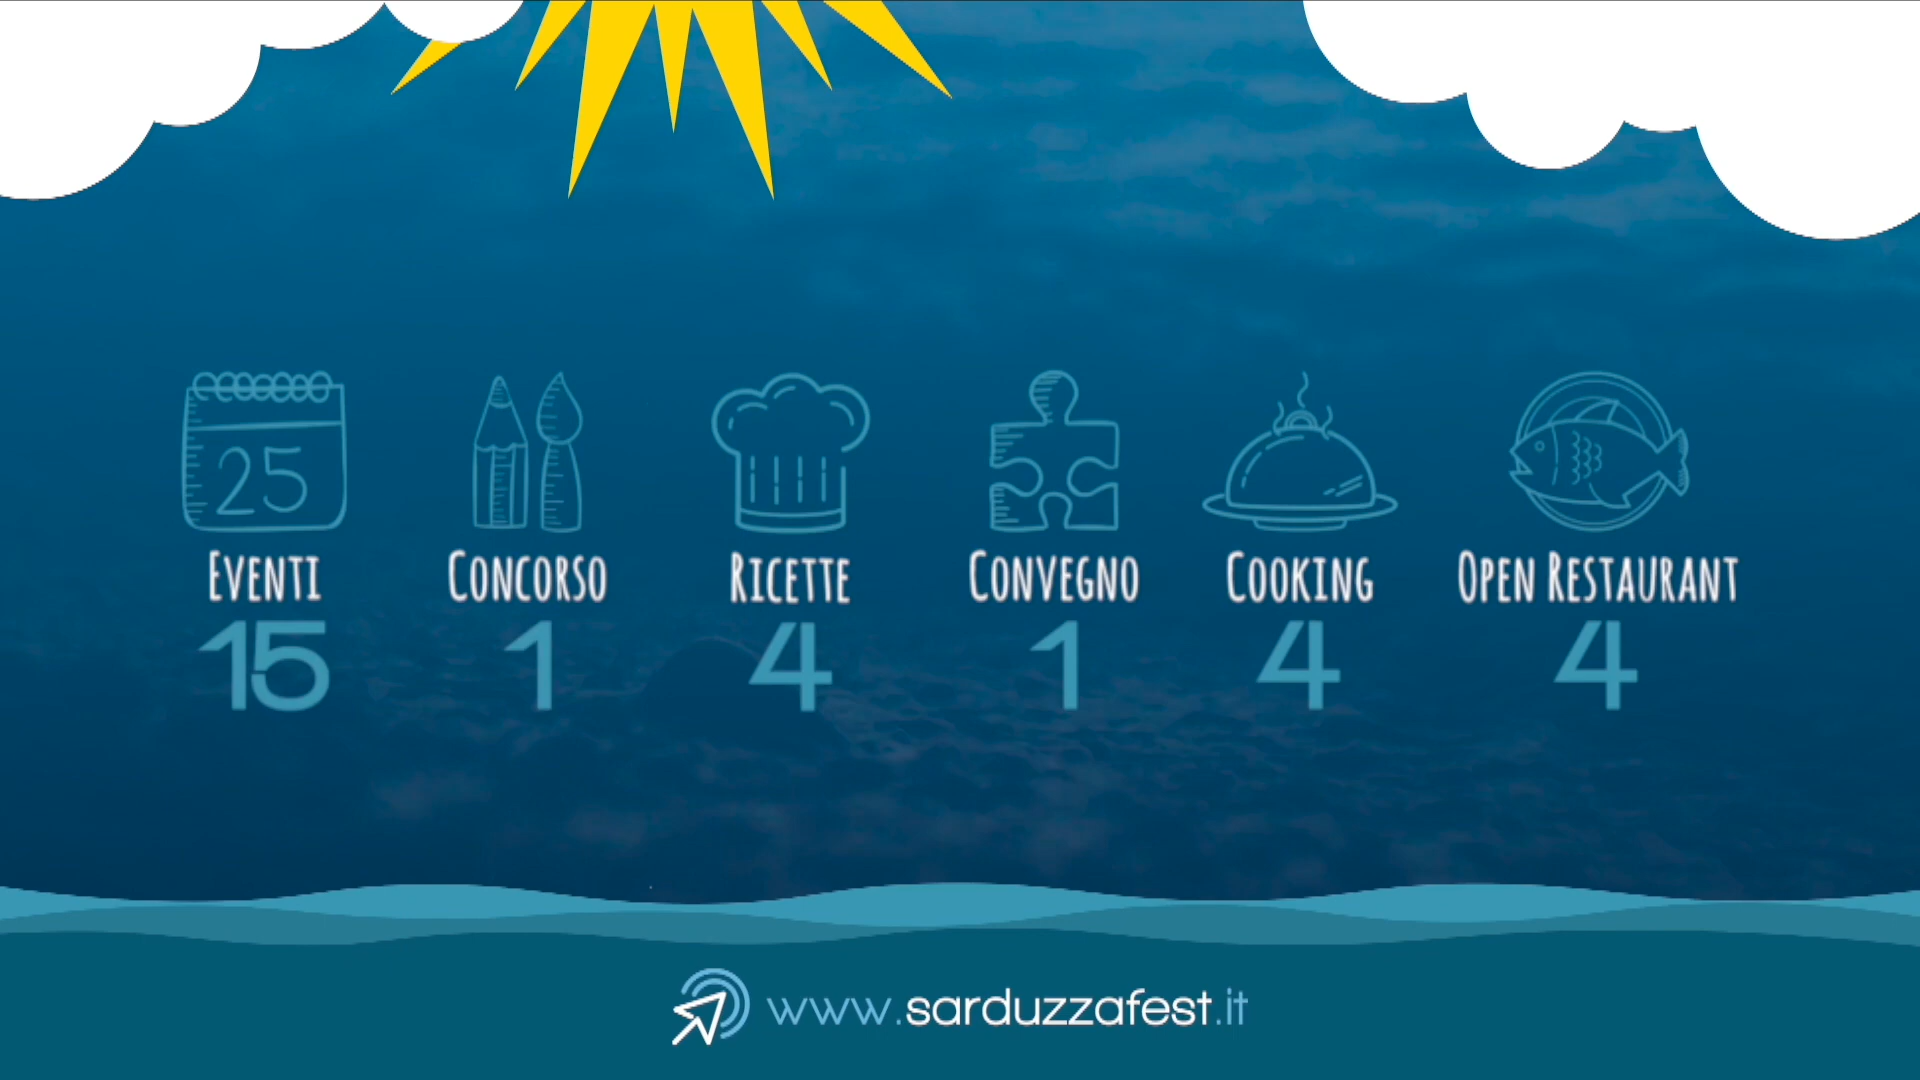 25
Eventi Concorso Ricette Convegno Cooking Open Restaurant
15 1 4 1 4 4
www.sarduzzafest.it